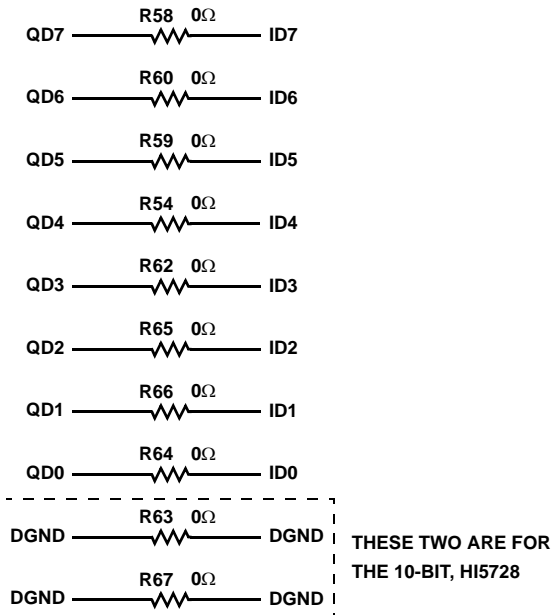 R58 0Ω
QD7 ID7
R60 0Ω
QD6 ID6
R59 0Ω
QD5 ID5
R54 0Ω
QD4 ID4
R62 0Ω
QD3 ID3
R65 0Ω
QD2 ID2
R66 0Ω
QD1 ID1
R64 0Ω
QD0 ID0
R63 0Ω
DGND DGND
THESE TWO ARE FOR
THE 10-BIT, HI5728
R67 0Ω
DGND DGND